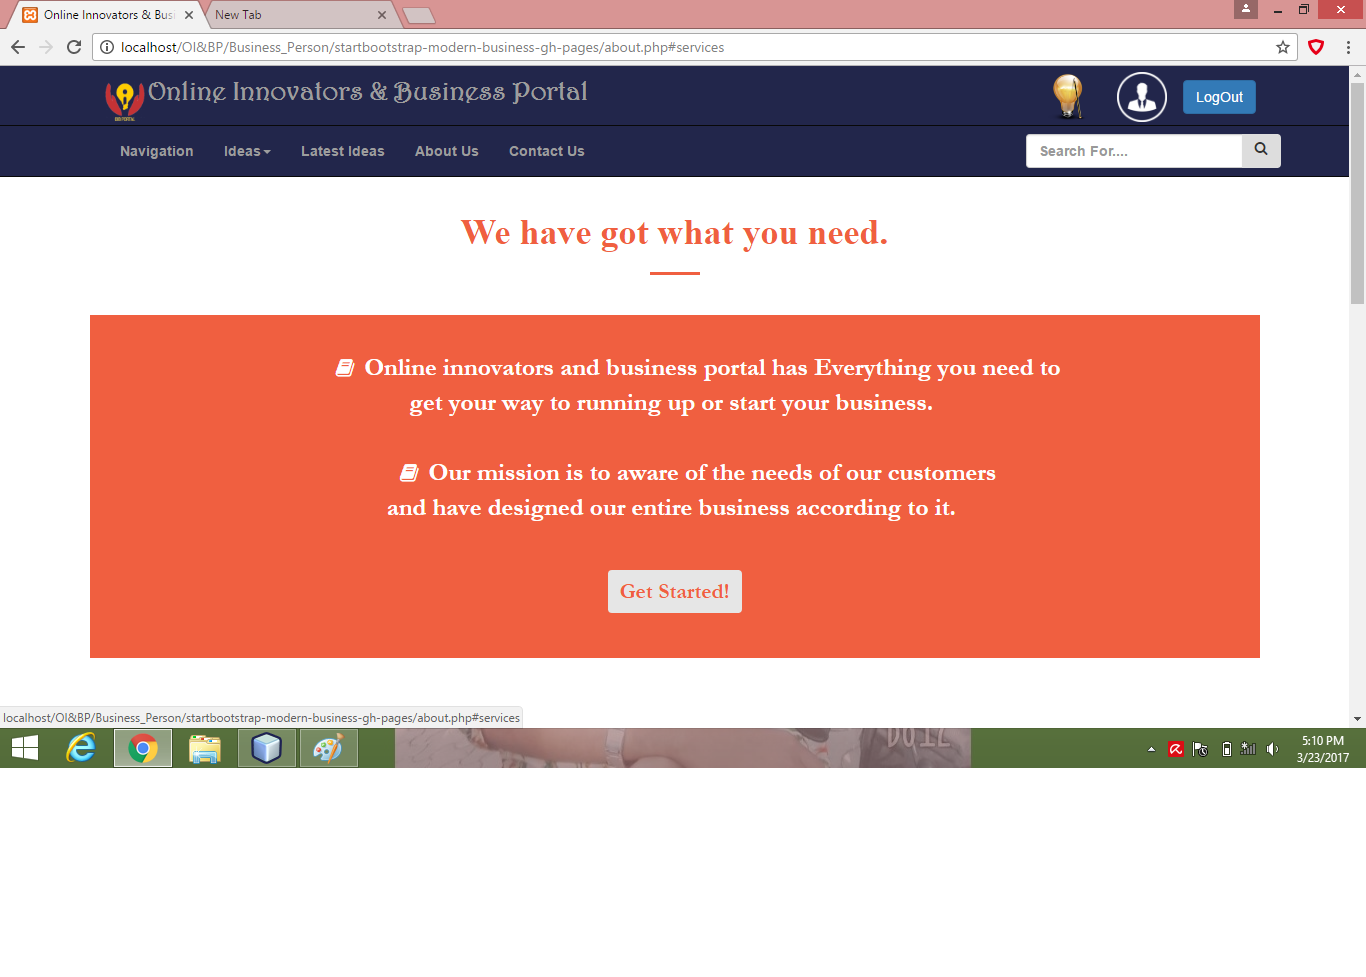 Online Innovators & Busi
New Tab
localhost/OI&BP/Business_Person/startbootstrap-modern-business-gh-pages/about.php#services
Online Innovators & Business Portal
LogOut
Navigation
Ideas
Latest Ideas
About Us
Contact Us
Search For....
We have got what you need.
Online innovators and business portal has Everything you need to
get your way to running up or start your business.
Our mission is to aware of the needs of our customers
and have designed our entire business according to it.
Get Started!
localhost/OI&BP/Business_Person/startbootstrap-modern-business-gh-pages/about.php#services
5:10 PM
3/23/2017